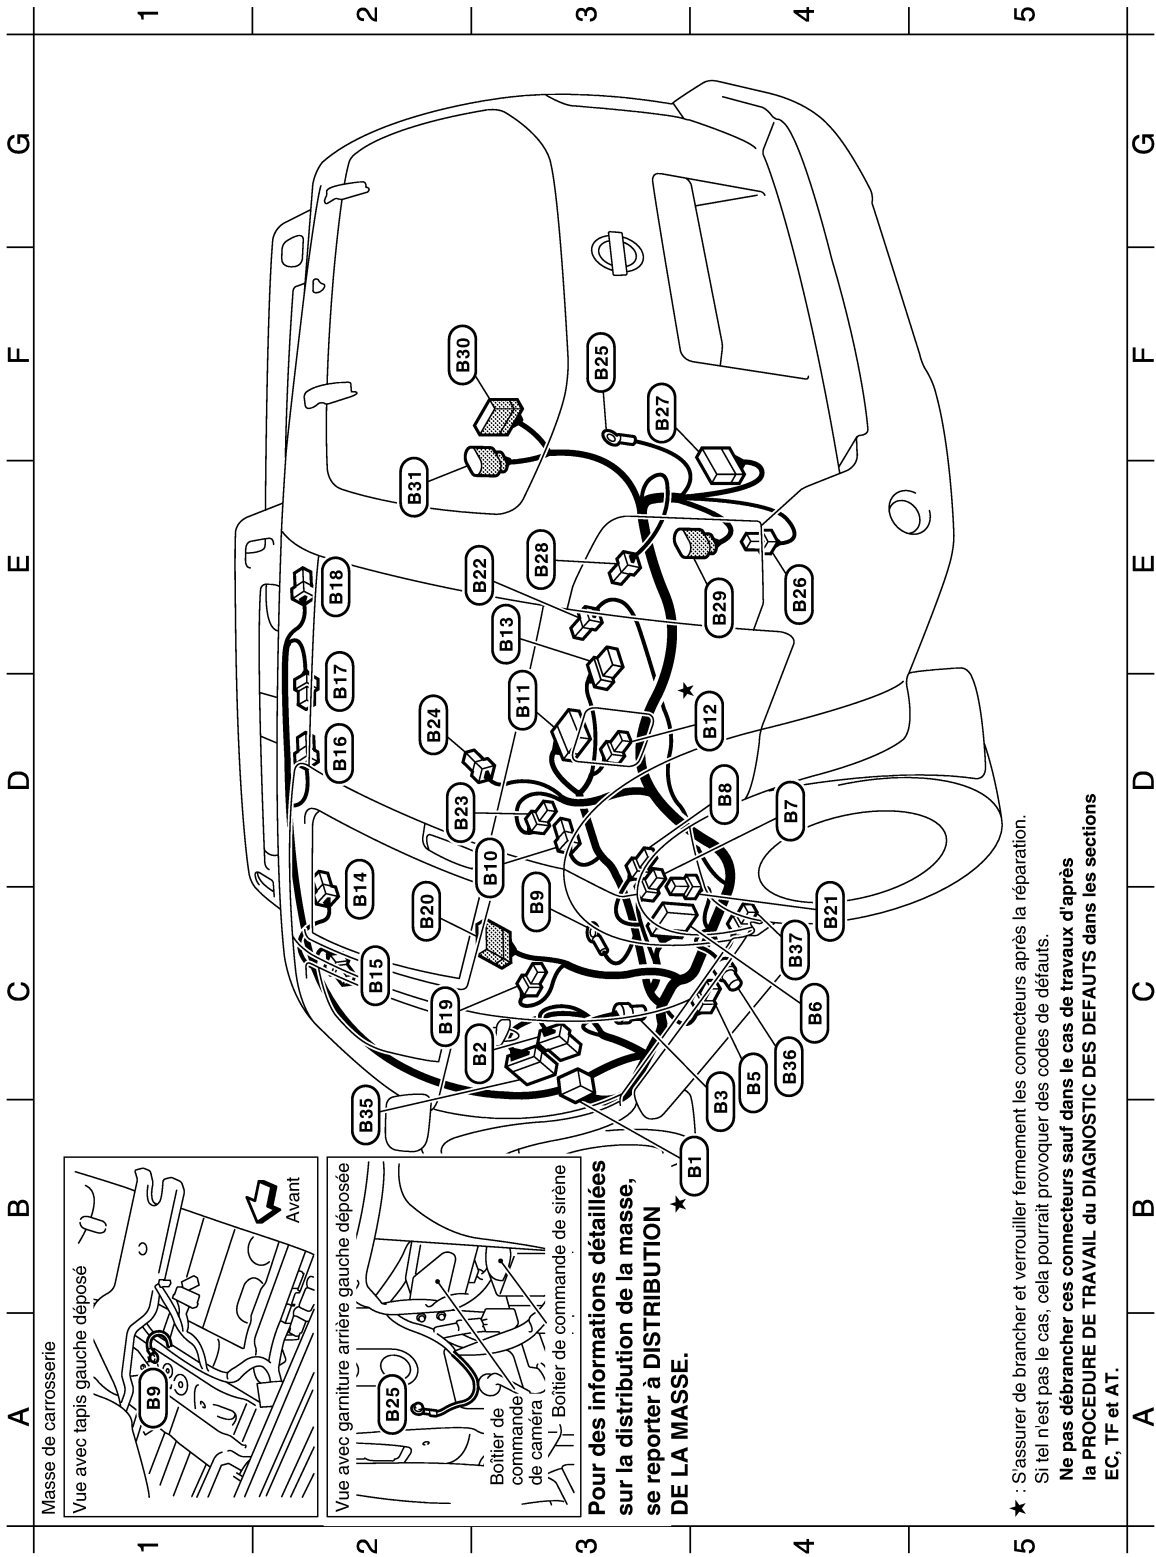 1
2
3
4
5
G
F
E
D
C
B
A
Masse de carrosserie
Vue avec tapis gauche déposé
B9
Avant
Vue avec garniture arrière gauche déposée
B25
Boîtier de
commande
de caméra
Boîtier de commande de sirène
Pour des informations détaillées
sur la distribution de la masse,
se reporter à DISTRIBUTION
DE LA MASSE.
B18
B17
B16
B14
B15
B30
B31
B25
B27
B28
B22
B13
B11
B24
B23
B10
B9
B20
B19
B2
B35
B29
B26
B12 ★
B8
B7
B21
B37
B6
B36
B5
B3
B1 ★
★ : S'assurer de brancher et verrouiller fermement les connecteurs après la réparation.
Si tel n'est pas le cas, cela pourrait provoquer des codes de défauts.
Ne pas débrancher ces connecteurs sauf dans le cas de travaux d'après
la PROCEDURE DE TRAVAIL du DIAGNOSTIC DES DEFAUTS dans les sections
EC, TF et AT.
1
2
3
4
5
G
F
E
D
C
B
A